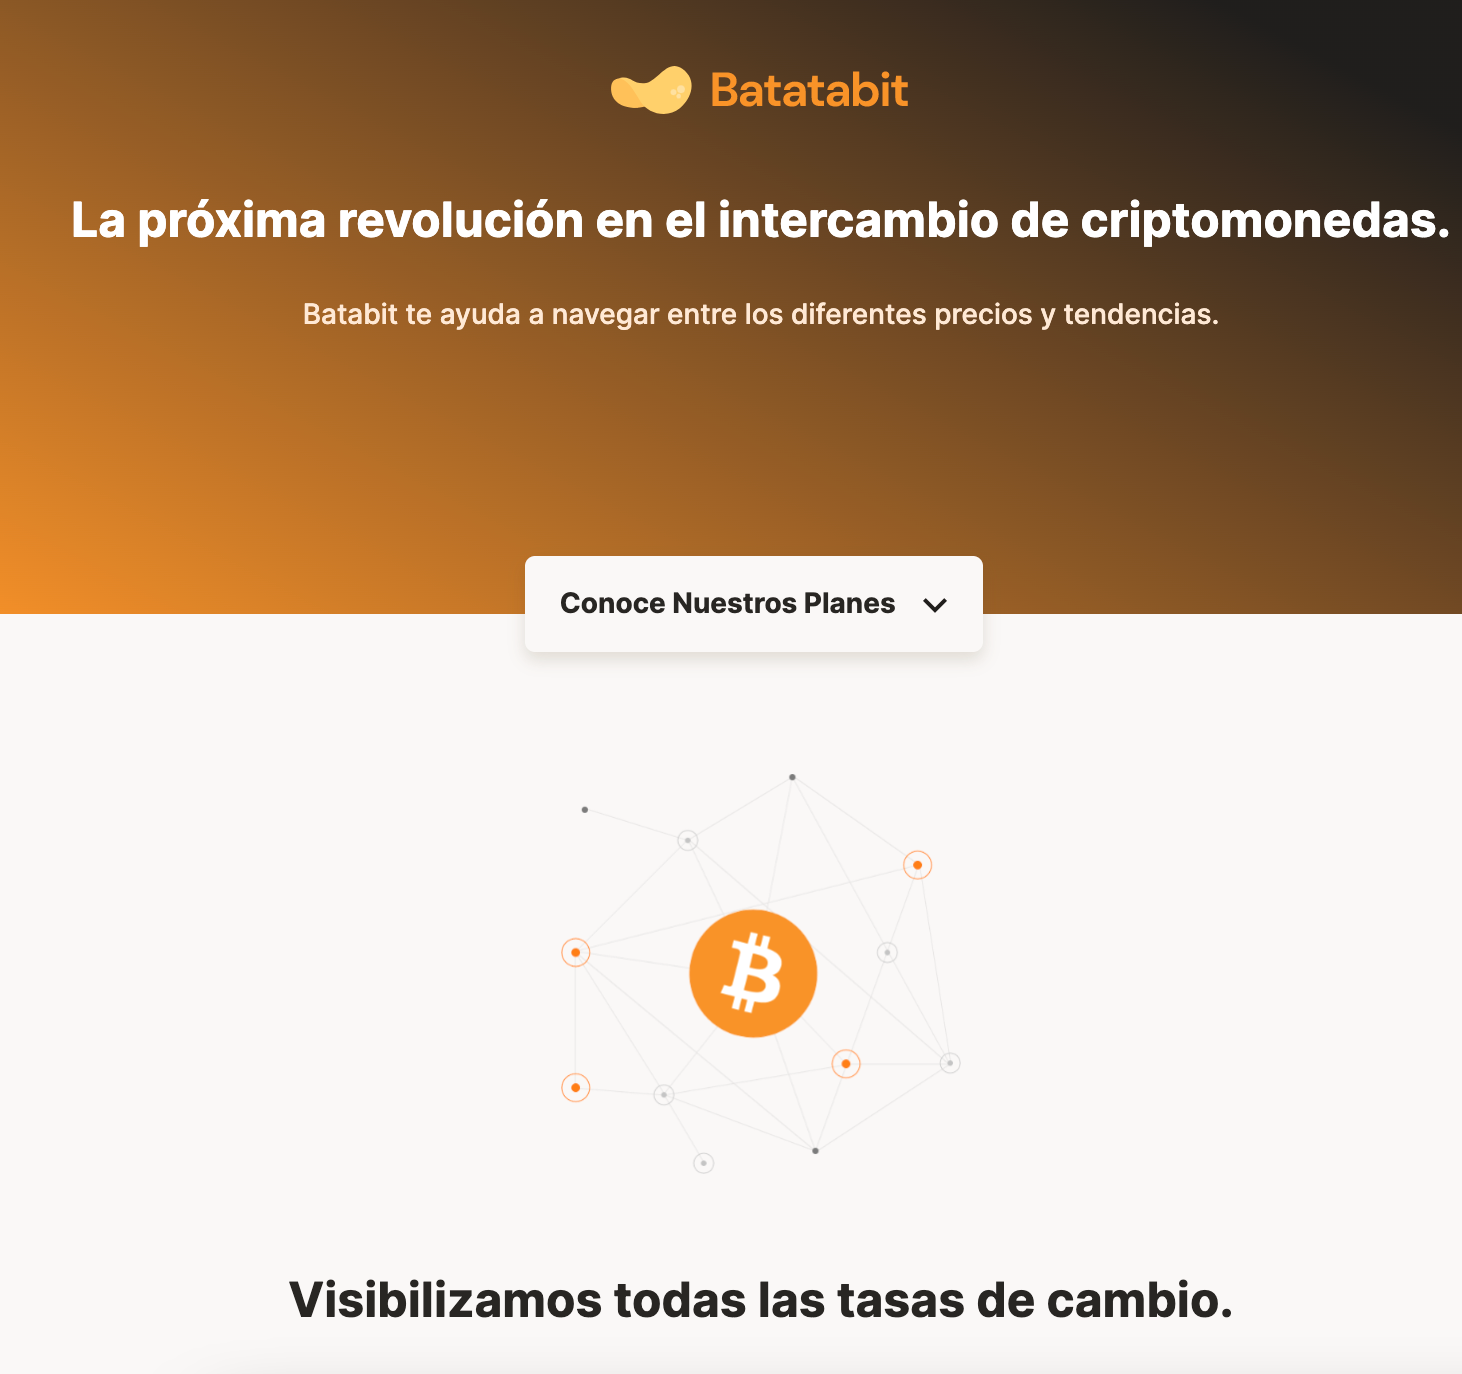 Batatabit
La próxima revolución en el intercambio de criptomonedas.
Batabit te ayuda a navegar entre los diferentes precios y tendencias.
Conoce Nuestros Planes
Visibilizamos todas las tasas de cambio.